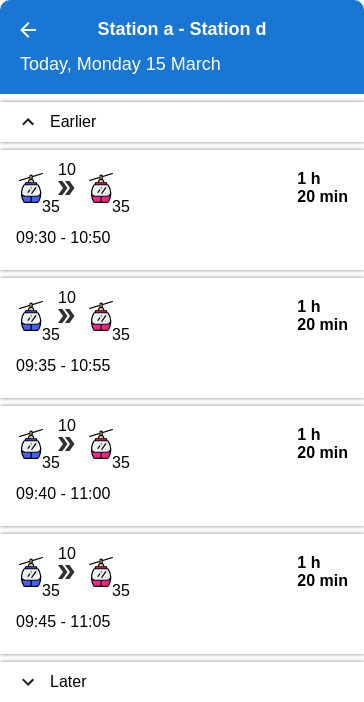 Station a - Station d
Today, Monday 15 March
Earlier
10
35 35
1 h
20 min
09:30 - 10:50
10
35 35
1 h
20 min
09:35 - 10:55
10
35 35
1 h
20 min
09:40 - 11:00
10
35 35
1 h
20 min
09:45 - 11:05
Later